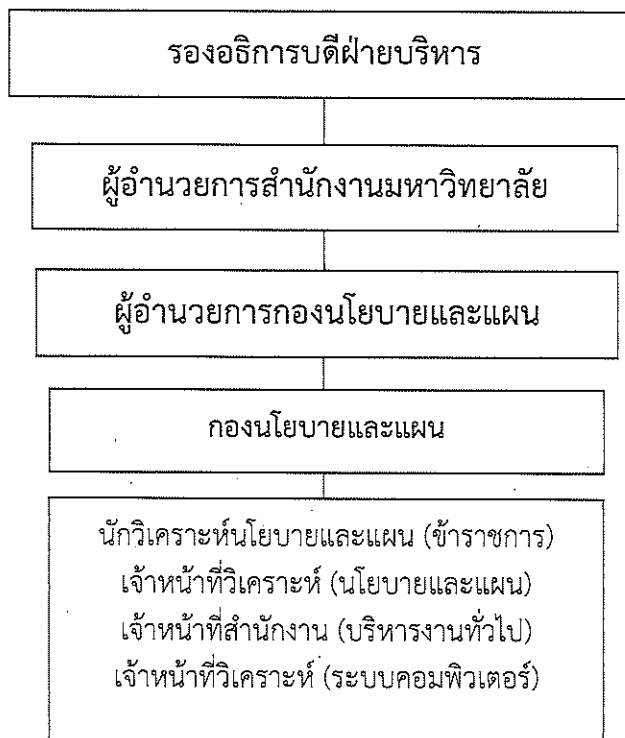 รองอธิการบดีฝ่ายบริหาร
ผู้อำนวยการสำนักงานมหาวิทยาลัย
ผู้อำนวยการกองนโยบายและแผน
กองนโยบายและแผน
นักวิเคราะห์นโยบายและแผน (ข้าราชการ)
เจ้าหน้าที่วิเคราะห์ (นโยบายและแผน)
เจ้าหน้าที่สำนักงาน (บริหารงานทั่วไป)
เจ้าหน้าที่วิเคราะห์ (ระบบคอมพิวเตอร์)